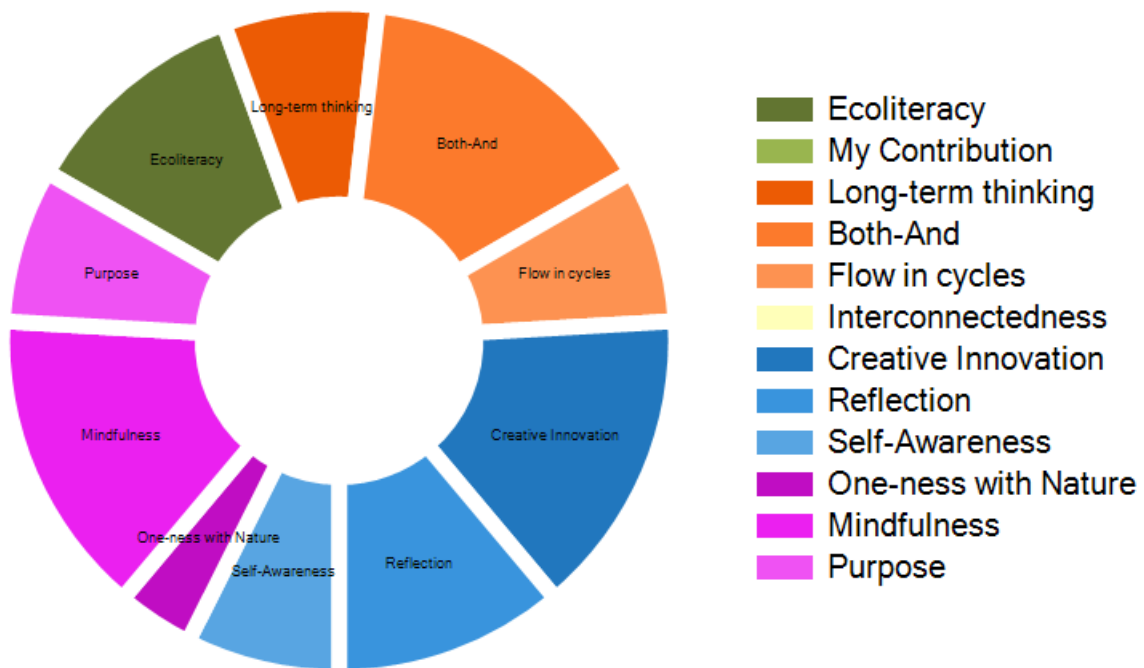 Long-term thinking
Both-And
Ecoliteracy
Purpose
Flow in cycles
Mindfulness
Creative Innovation
One-ness with Nature
Self-Awareness
Reflection
Ecoliteracy
My Contribution
Long-term thinking
Both-And
Flow in cycles
Interconnectedness
Creative Innovation
Reflection
Self-Awareness
One-ness with Nature
Mindfulness
Purpose